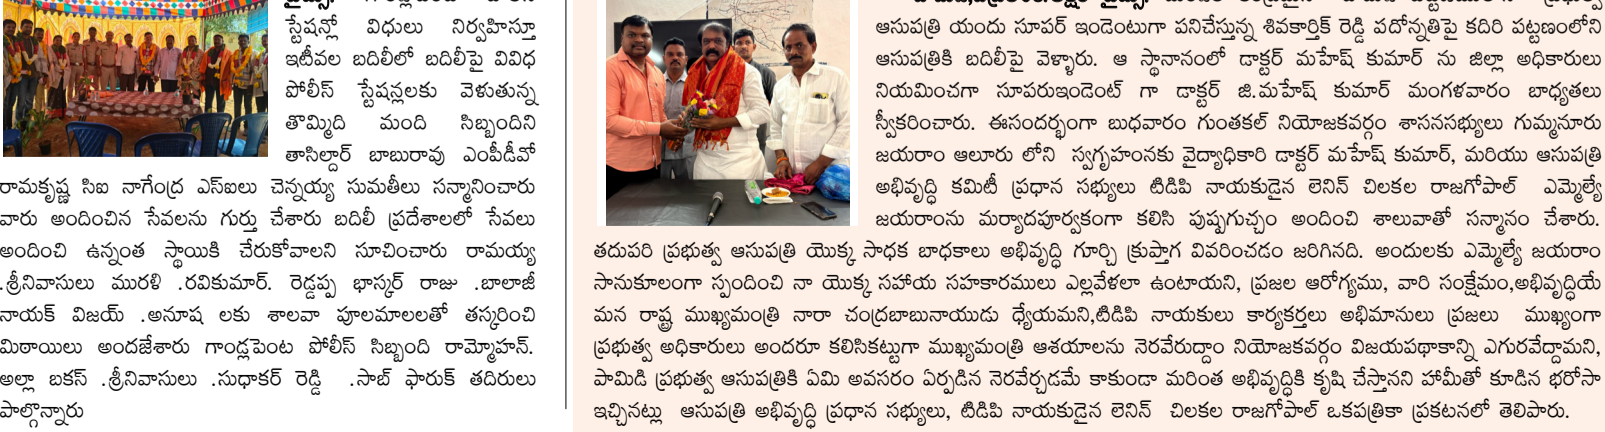 స్టేషన్లో విధులు నిర్వహిస్తూ
ఇటీవల బదిలీలో బదిలీపై వివిధ
పోలీస్ స్టేషన్లలకు వెళుతున్న
తొమ్మిది మంది సిబ్బందిని
తాసిల్దార్ బాబురావు ఎంపీడీవో
రామకృష్ణ సిఐ నాగేంద్ర ఎస్ఐలు చెన్నయ్య సుమతీలు సన్మానించారు
వారు అందించిన సేవలను గుర్తు చేశారు బదిలీ ప్రదేశాలలో సేవలు
అందించి ఉన్నంత స్థాయికి చేరుకోవాలని సూచించారు రామయ్య
.శ్రీనివాసులు మురళి .రవికుమార్. రెడ్డప్ప భాస్కర్ రాజు .బాలాజీ
నాయక్ విజయ్ .అనూష లకు శాలవా పూలమాలలతో తస్కరించి
మిఠాయిలు అందజేశారు గాండ్లపెంట పోలీస్ సిబ్బంది రామ్మోహన్.
అల్లా బకస్ .శ్రీనివాసులు .సుధాకర్ రెడ్డి .సాబ్ ఫారుక్ తదిరులు
పాల్గొన్నారు
ఆసుపత్రి యందు సూపర్ ఇండెంటుగా పనిచేస్తున్న శివకార్తిక్ రెడ్డి పదోన్నతిపై కదిరి పట్టణంలోని
ఆసుపత్రికి బదిలీపై వెళ్ళారు. ఆ స్థానానంలో డాక్టర్ మహేష్ కుమార్ ను జిల్లా అధికారులు
నియమించగా సూపరుఇండెంట్ గా డాక్టర్ జి.మహేష్ కుమార్ మంగళవారం బాధ్యతలు
స్వీకరించారు. ఈసందర్భంగా బుధవారం గుంతకల్ నియోజకవర్గం శాసనసభ్యులు గుమ్మనూరు
జయరాం ఆలూరు లోని స్వగృహంనకు వైద్యాధికారి డాక్టర్ మహేష్ కుమార్, మరియు ఆసుపత్రి
అభివృద్ధి కమిటీ ప్రధాన సభ్యులు టిడిపి నాయకుడైన లెనిన్ చిలకల రాజగోపాల్ ఎమ్మెల్యే
జయరాంను మర్యాదపూర్వకంగా కలిసి పుష్పగుచ్చం అందించి శాలువాతో సన్మానం చేశారు.
తదుపరి ప్రభుత్వ ఆసుపత్రి యొక్క సాధక బాధకాలు అభివృద్ధి గూర్చి క్రుప్తాగ వివరించడం జరిగినది. అందులకు ఎమ్మెల్యే జయరాం
సానుకూలంగా స్పందించి నా యొక్క సహాయ సహకారములు ఎల్లవేళలా ఉంటాయని, ప్రజల ఆరోగ్యము, వారి సంక్షేమం,అభివృద్ధియే
మన రాష్ట్ర ముఖ్యమంత్రి నారా చంద్రబాబునాయుడు ధ్యేయమని,టిడిపి నాయకులు కార్యకర్తలు అభిమానులు ప్రజలు ముఖ్యంగా
ప్రభుత్వ అధికారులు అందరూ కలిసికట్టుగా ముఖ్యమంత్రి ఆశయాలను నెరవేరుద్దాం నియోజకవర్గం విజయపథాకాన్ని ఎగురవేద్దామని,
పామిడి ప్రభుత్వ ఆసుపత్రికి ఏమి అవసరం ఏర్పడిన నెరవేర్చడమే కాకుండా మరింత అభివృద్ధికి కృషి చేస్తానని హామీతో కూడిన భరోసా
ఇచ్చినట్లు ఆసుపత్రి అభివృద్ధి ప్రధాన సభ్యులు, టిడిపి నాయకుడైన లెనిన్ చిలకల రాజగోపాల్ ఒకపత్రికా ప్రకటనలో తెలిపారు.